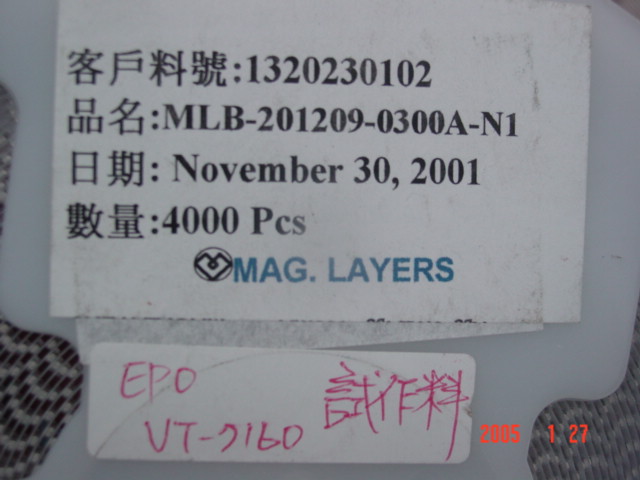 客戶料號:1320230102
品名:MLB-201209-0300A-N1
日期: November 30, 2001
數量:4000 Pcs
MAG. LAYERS
EPO
試作料
VT-7160
2005 1 27